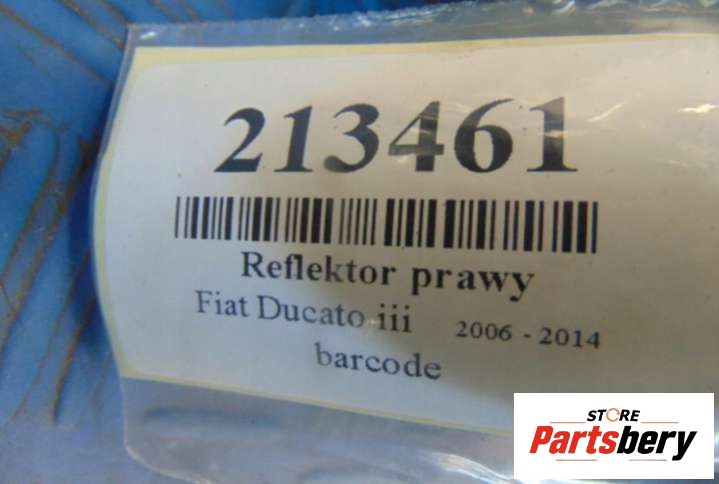 213461
Reflektor prawy
Fiat Ducato iii 2006 - 2014
barcode
STORE
Partsbery